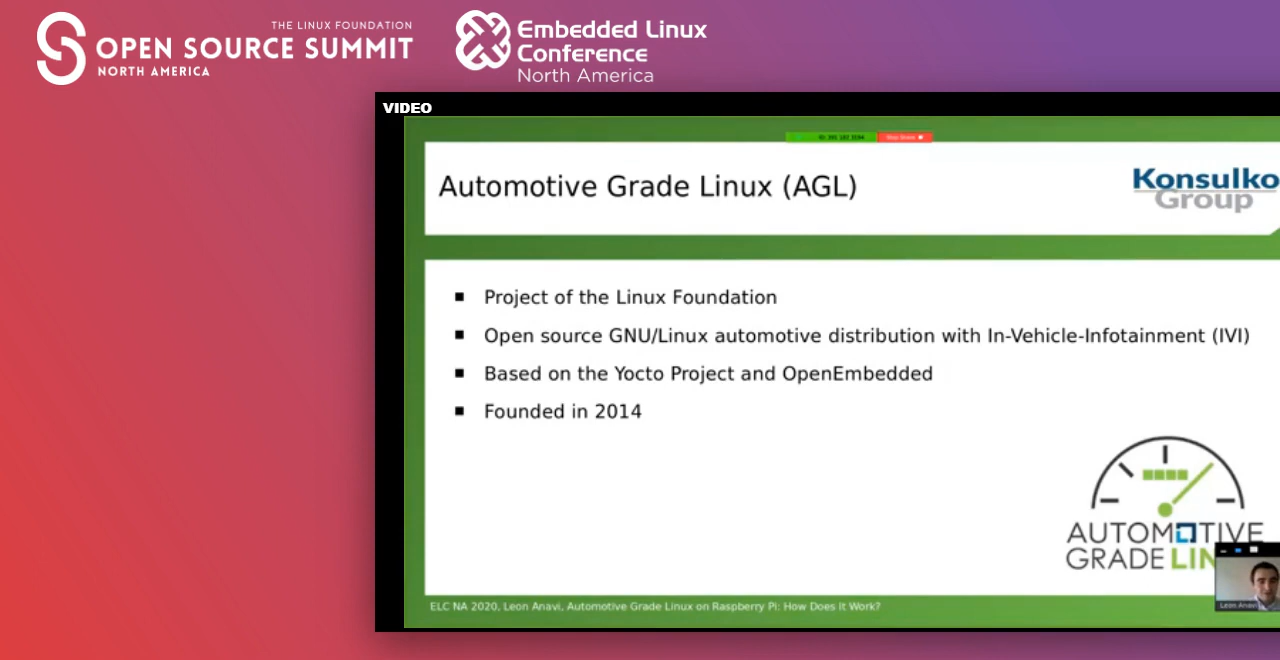 THE LINUX FOUNDATION
OPEN SOURCE SUMMIT
NORTH AMERICA
Embedded Linux
Conference
North America
VIDEO
Automotive Grade Linux (AGL)
Konsulko
Group
Project of the Linux Foundation
Open source GNU/Linux automotive distribution with In-Vehicle-Infotainment (IVI)
Based on the Yocto Project and OpenEmbedded
Founded in 2014
AUTOMOTIVE
GRADE LIN
ELC NA 2020, Leon Anavi, Automotive Grade Linux on Raspberry Pi: How Does It Work?
Leon Anavi